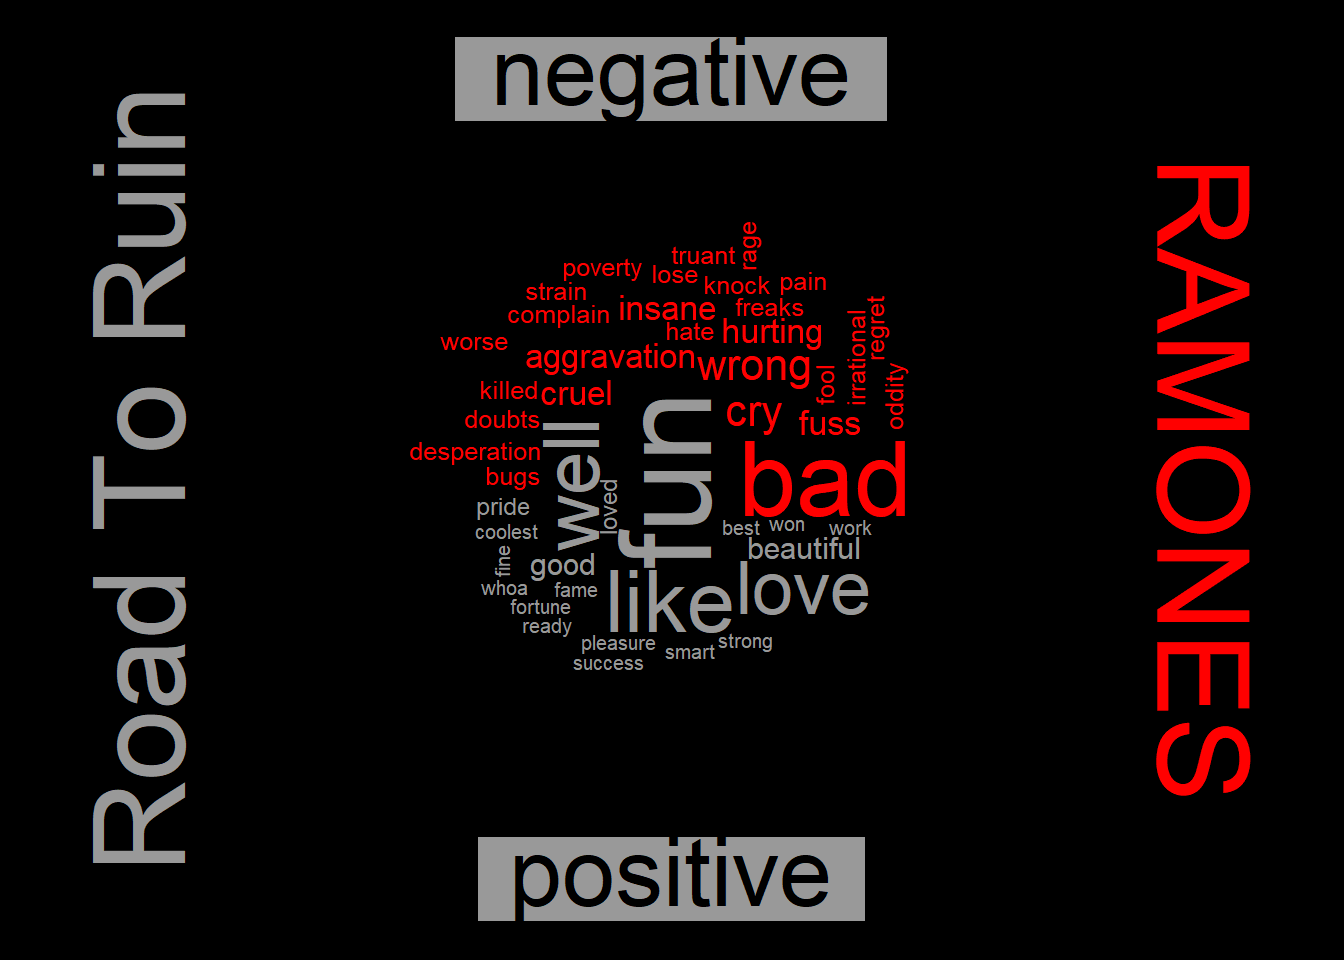 negative
Road To Ruin
RAMONES
rage
truant
poverty
lose
knock
pain
strain
complain
insane
freaks
hate
hurting
regret
irrational
worse
aggravation
wrong
fool
oddity
killed
cruel
cry
fuss
doubts
desperation
bugs
well
fun
bad
loved
pride
coolest
best
won
work
beautiful
fine
good
whoa
fame
like
love
fortune
ready
pleasure
smart
strong
success
positive